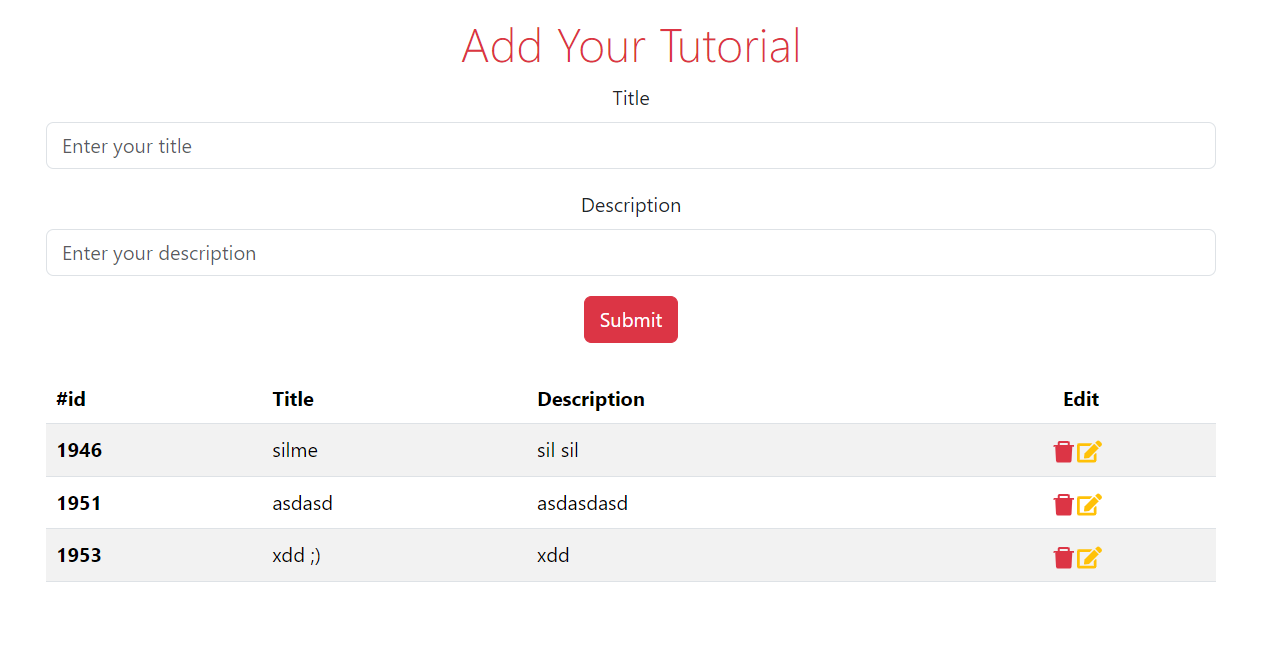 Add Your Tutorial
Title
Enter your title
Description
Enter your description
Submit
#id Title Description Edit
1946 silme sil sil
1951 asdasd asdasdasd
1953 xdd ;) xdd